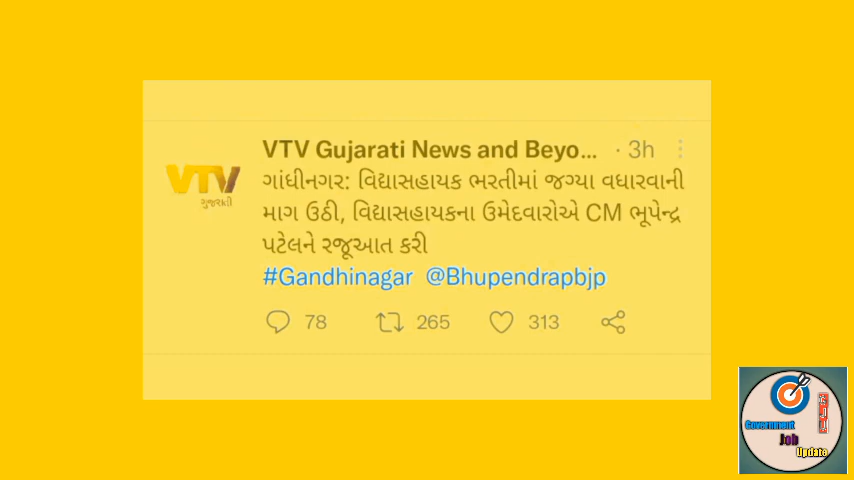 VTV Gujarati News and Beyo... · 3h
ગાંધીનગર: વિદ્યાસહાયક ભરતીમાં જગ્યા વધારવાની
માગ ઉઠી, વિદ્યાસહાયકના ઉમેદવારોએ CM ભૂપેન્દ્ર
પટેલને રજૂઆત કરી
#Gandhinagar @Bhupendrapbjp
78 265 313
VTV
ગુજરાતી
Government
Job
Update